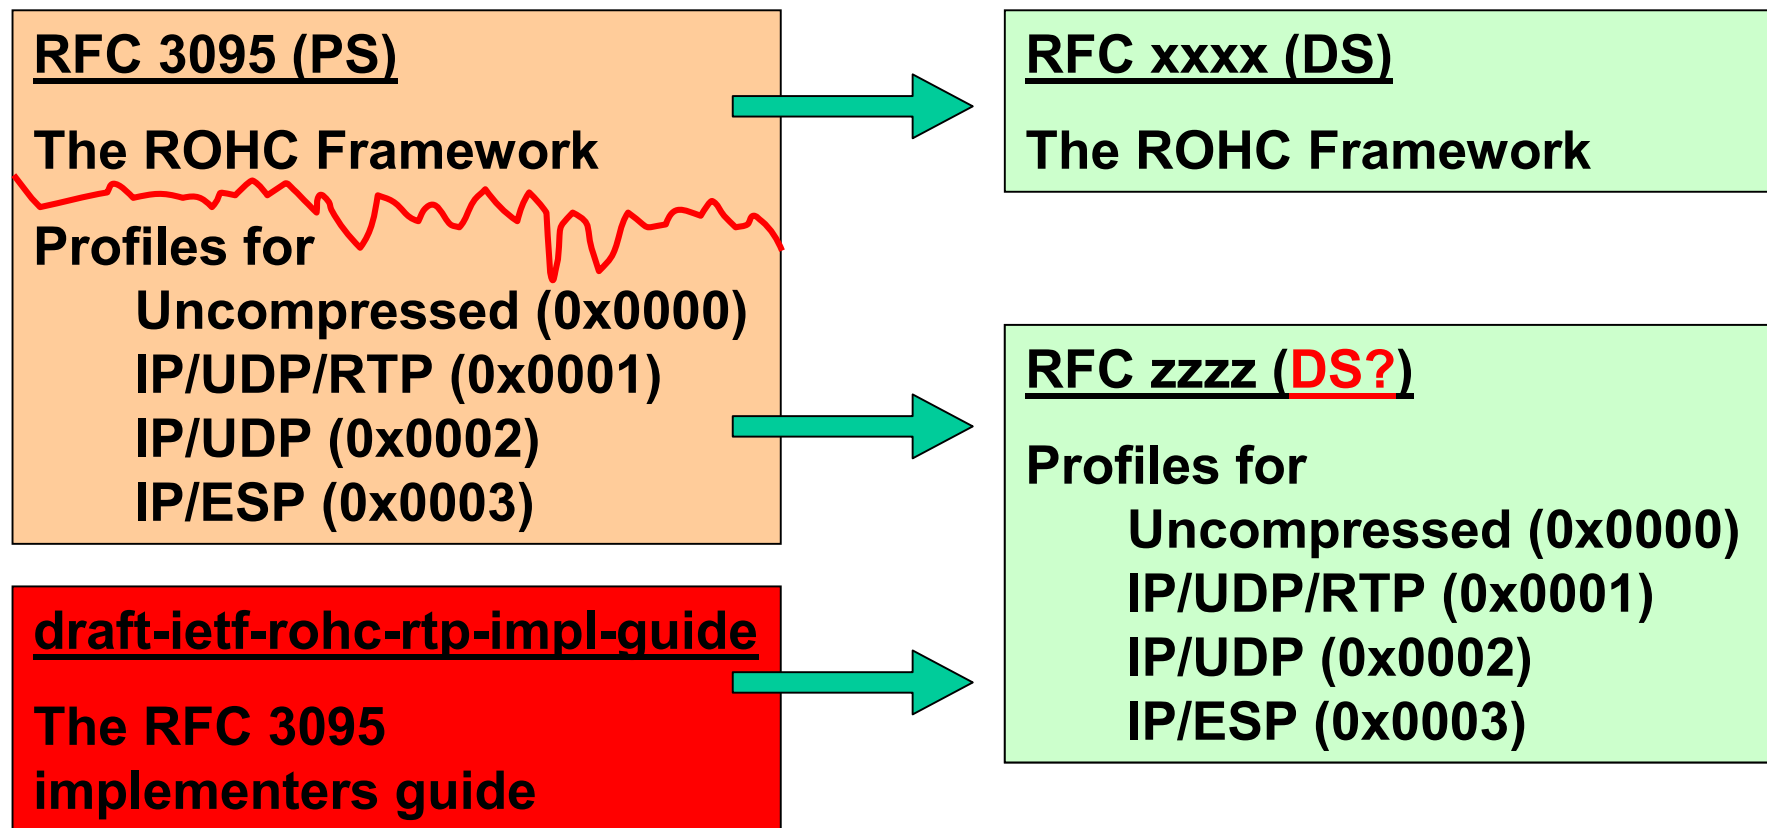 RFC 3095 (PS)
The ROHC Framework
Profiles for
Uncompressed (0x0000)
IP/UDP/RTP (0x0001)
IP/UDP (0x0002)
IP/ESP (0x0003)
draft-ietf-rohc-rtp-impl-guide
The RFC 3095
implementers guide
RFC xxxx (DS)
The ROHC Framework
RFC zzzz (DS?)
Profiles for
Uncompressed (0x0000)
IP/UDP/RTP (0x0001)
IP/UDP (0x0002)
IP/ESP (0x0003)